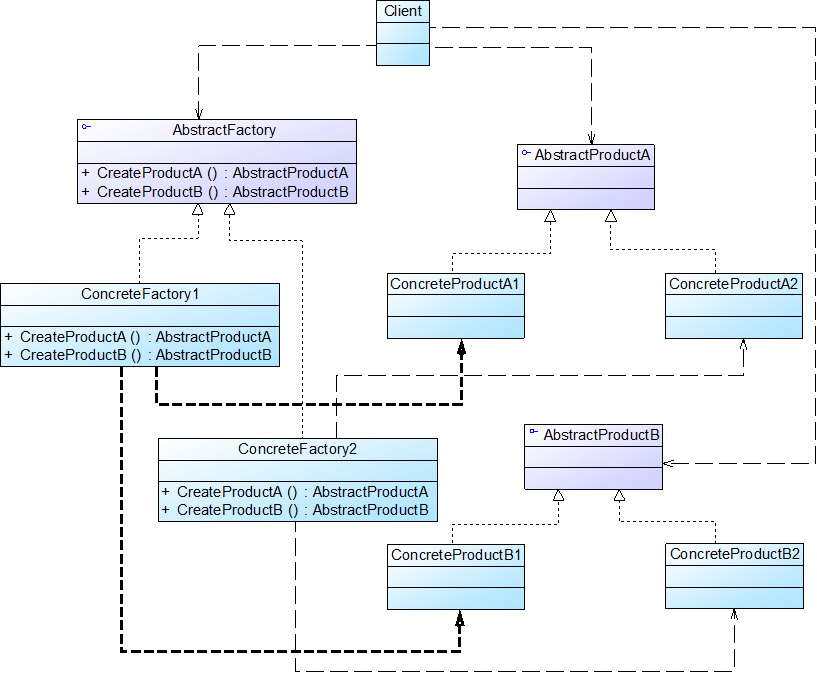 Client
AbstractFactory
+ CreateProductA () : AbstractProductA
+ CreateProductB () : AbstractProductB
AbstractProductA
ConcreteProductA1
ConcreteProductA2
ConcreteFactory1
+ CreateProductA () : AbstractProductA
+ CreateProductB () : AbstractProductB
AbstractProductB
ConcreteFactory2
+ CreateProductA () : AbstractProductA
+ CreateProductB () : AbstractProductB
ConcreteProductB1
ConcreteProductB2